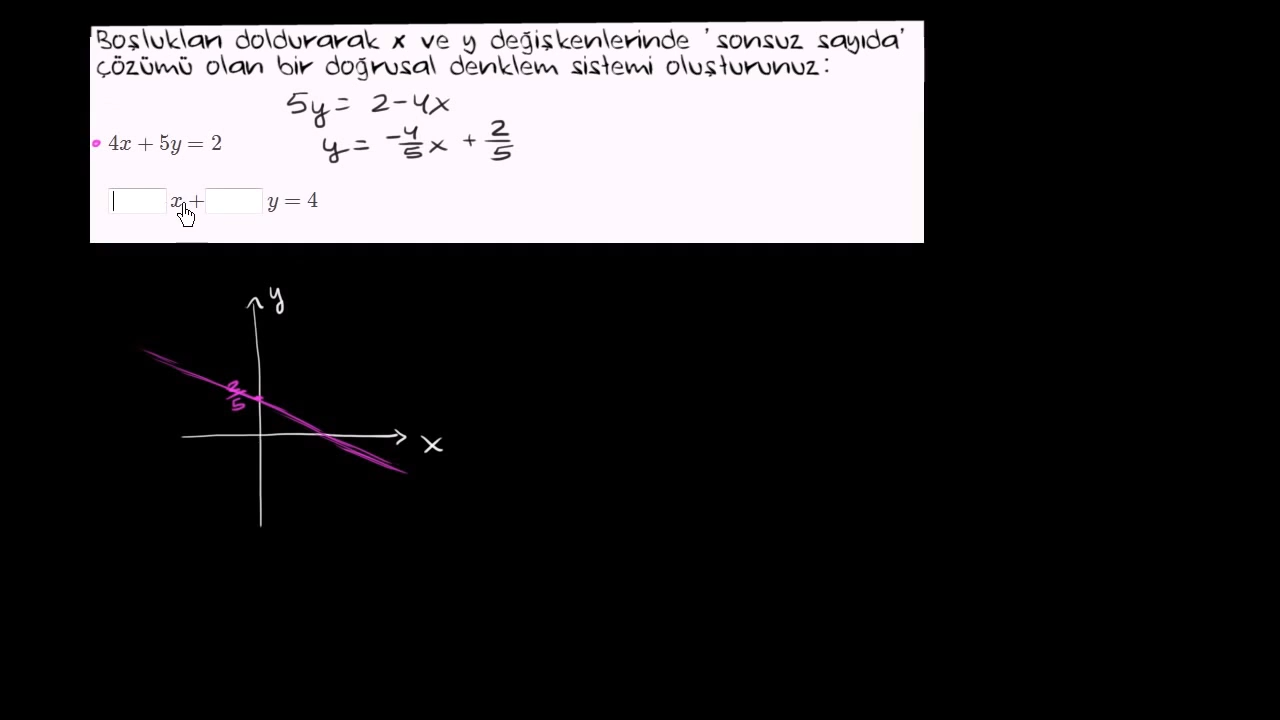 Boşlukları doldurarak x ve y değişkenlerinde 'sonsuz sayıda'
çözümü olan bir doğrusal denklem sistemi oluşturunuz:
5y = 2-4x
y = -4/5 x + 2/5
4x + 5y = 2
x + y = 4
y
2/5
x